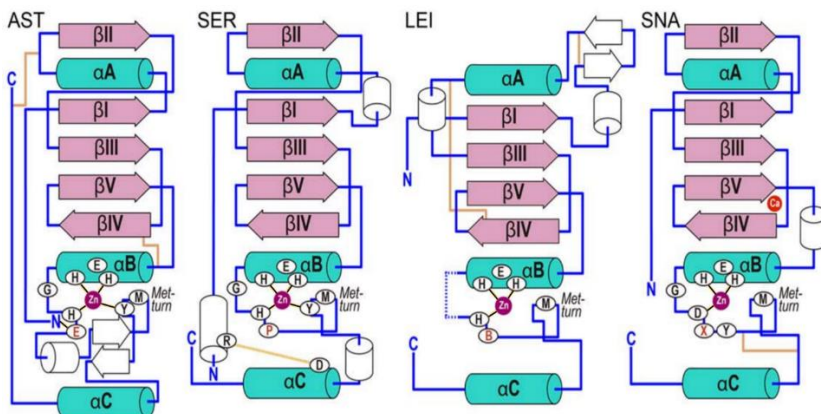 AST SER LEI SNA
βII βII βII
C αA αA αA αA
βI βI βI βI
βIII βIII βIII βIII
N
βV βV βV βV
Ca
βIV βIV βIV βIV
αB αB αB αB
E E E E
H H H H H H H H
G G G
Zn Zn Zn Zn
M M M M
Met-turn Met-turn Met-turn Met-turn
N
H Y H Y H D
N E P B X Y
R
C C C
N D
αC αC αC αC